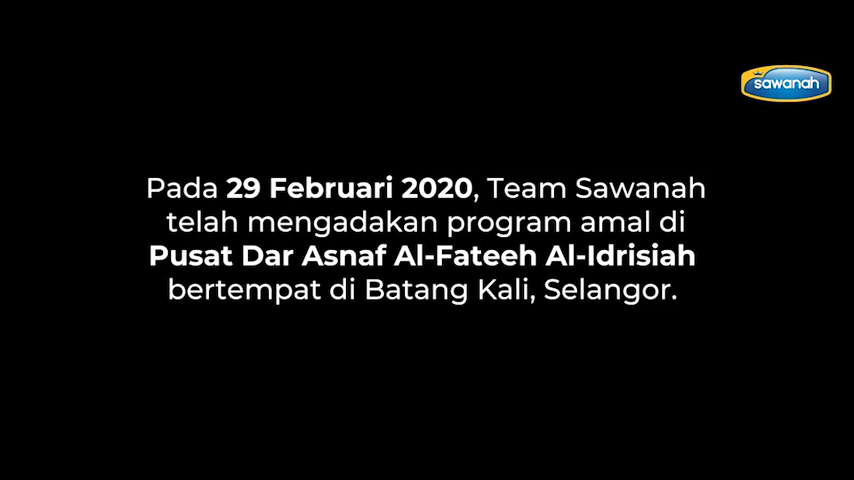 sawanah
Pada 29 Februari 2020, Team Sawanah
telah mengadakan program amal di
Pusat Dar Asnaf Al-Fateeh Al-Idrisiah
bertempat di Batang Kali, Selangor.